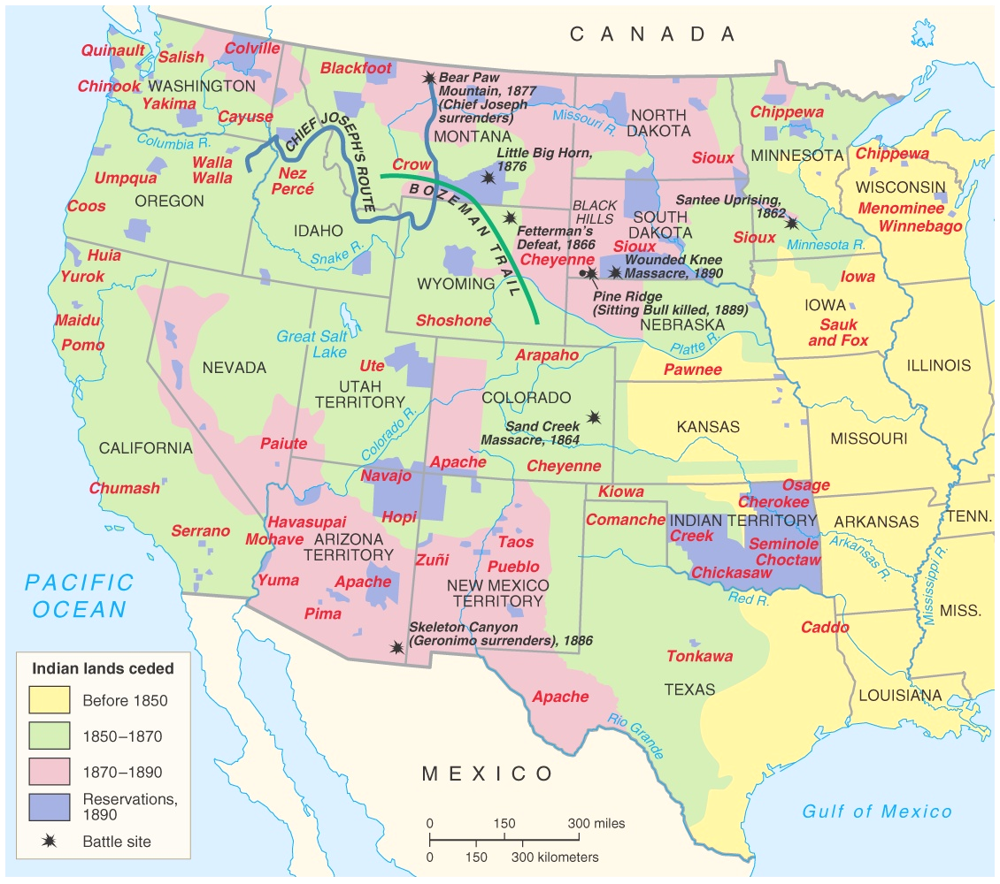 CANADA
Quinault
Salish
Colville
Blackfoot
Bear Paw
Mountain, 1877
(Chief Joseph
surrenders)
Chinook
WASHINGTON
Yakima
Cayuse
CHIEF JOSEPH'S ROUTE
MONTANA
Missouri R.
NORTH
DAKOTA
Chippewa
MINNESOTA
Chippewa
Columbia R.
Walla
Walla
Umpqua
Nez
Percé
Crow
Little Big Horn,
1876
Sioux
WISCONSIN
Menominee
Winnebago
Coos
OREGON
BOZEMAN TRAIL
BLACK
HILLS
SOUTH
DAKOTA
Santee Uprising,
1862
IDAHO
Snake R.
Fetterman's
Defeat, 1866
Cheyenne
Sioux
Sioux
Minnesota R.
Huia
Yurok
WYOMING
Wounded Knee
Massacre, 1890
Iowa
Pine Ridge
(Sitting Bull killed, 1889)
NEBRASKA
IOWA
Sauk
and Fox
Maidu
Pomo
Great Salt
Lake
Shoshone
Platte R.
NEVADA
Ute
UTAH
TERRITORY
Arapaho
Pawnee
ILLINOIS
COLORADO
Colorado R.
Sand Creek
Massacre, 1864
KANSAS
MISSOURI
CALIFORNIA
Paiute
Apache
Cheyenne
Chumash
Navajo
Kiowa
Osage
Cherokee
Havasupai
Mohave
Hopi
Comanche
INDIAN TERRITORY
Creek
ARKANSAS
TENN.
Serrano
ARIZONA
TERRITORY
Taos
Pueblo
Zuñi
Seminole
Choctaw
Chickasaw
Arkansas R.
Mississippi R.
PACIFIC
OCEAN
Yuma
Apache
Pima
NEW MEXICO
TERRITORY
Red R.
MISS.
Skeleton Canyon
(Geronimo surrenders), 1886
Caddo
Tonkawa
TEXAS
LOUISIANA
Apache
Rio Grande
MEXICO
Gulf of Mexico
Indian lands ceded
Before 1850
1850–1870
1870–1890
Reservations,
1890
Battle site
0 150 300 miles
0 150 300 kilometers